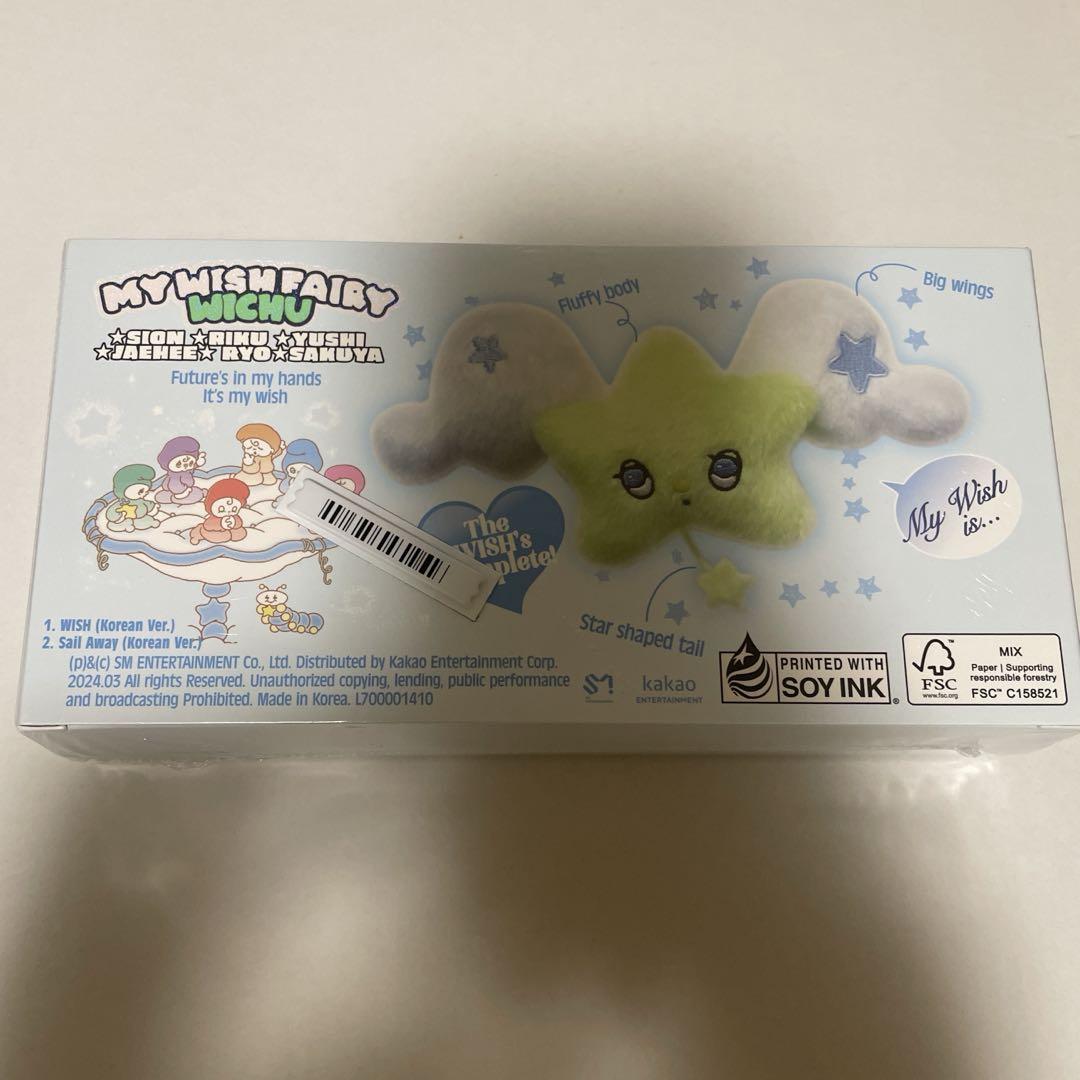 MY WISH FAIRY
WICHU
☆SION ☆RIKU ☆YUSHI
☆JAEHEE☆ RYO☆SAKUYA
Future's in my hands
It's my wish
Fluffy body
Big wings
The
WISH's
My Wish
is...
Star shaped tail
1. WISH (Korean Ver.)
2. Sail Away (Korean Ver.)
(p)&(c) SM ENTERTAINMENT Co., Ltd. Distributed by Kakao Entertainment Corp.
2024.03 All rights Reserved. Unauthorized copying, lending, public performance
and broadcasting Prohibited. Made in Korea. L700001410
SM
kakao
ENTERTAINMENT
PRINTED WITH
SOY INK
®
FSC
www.fsc.org
MIX
Paper | Supporting
responsible forestry
FSC™ C158521